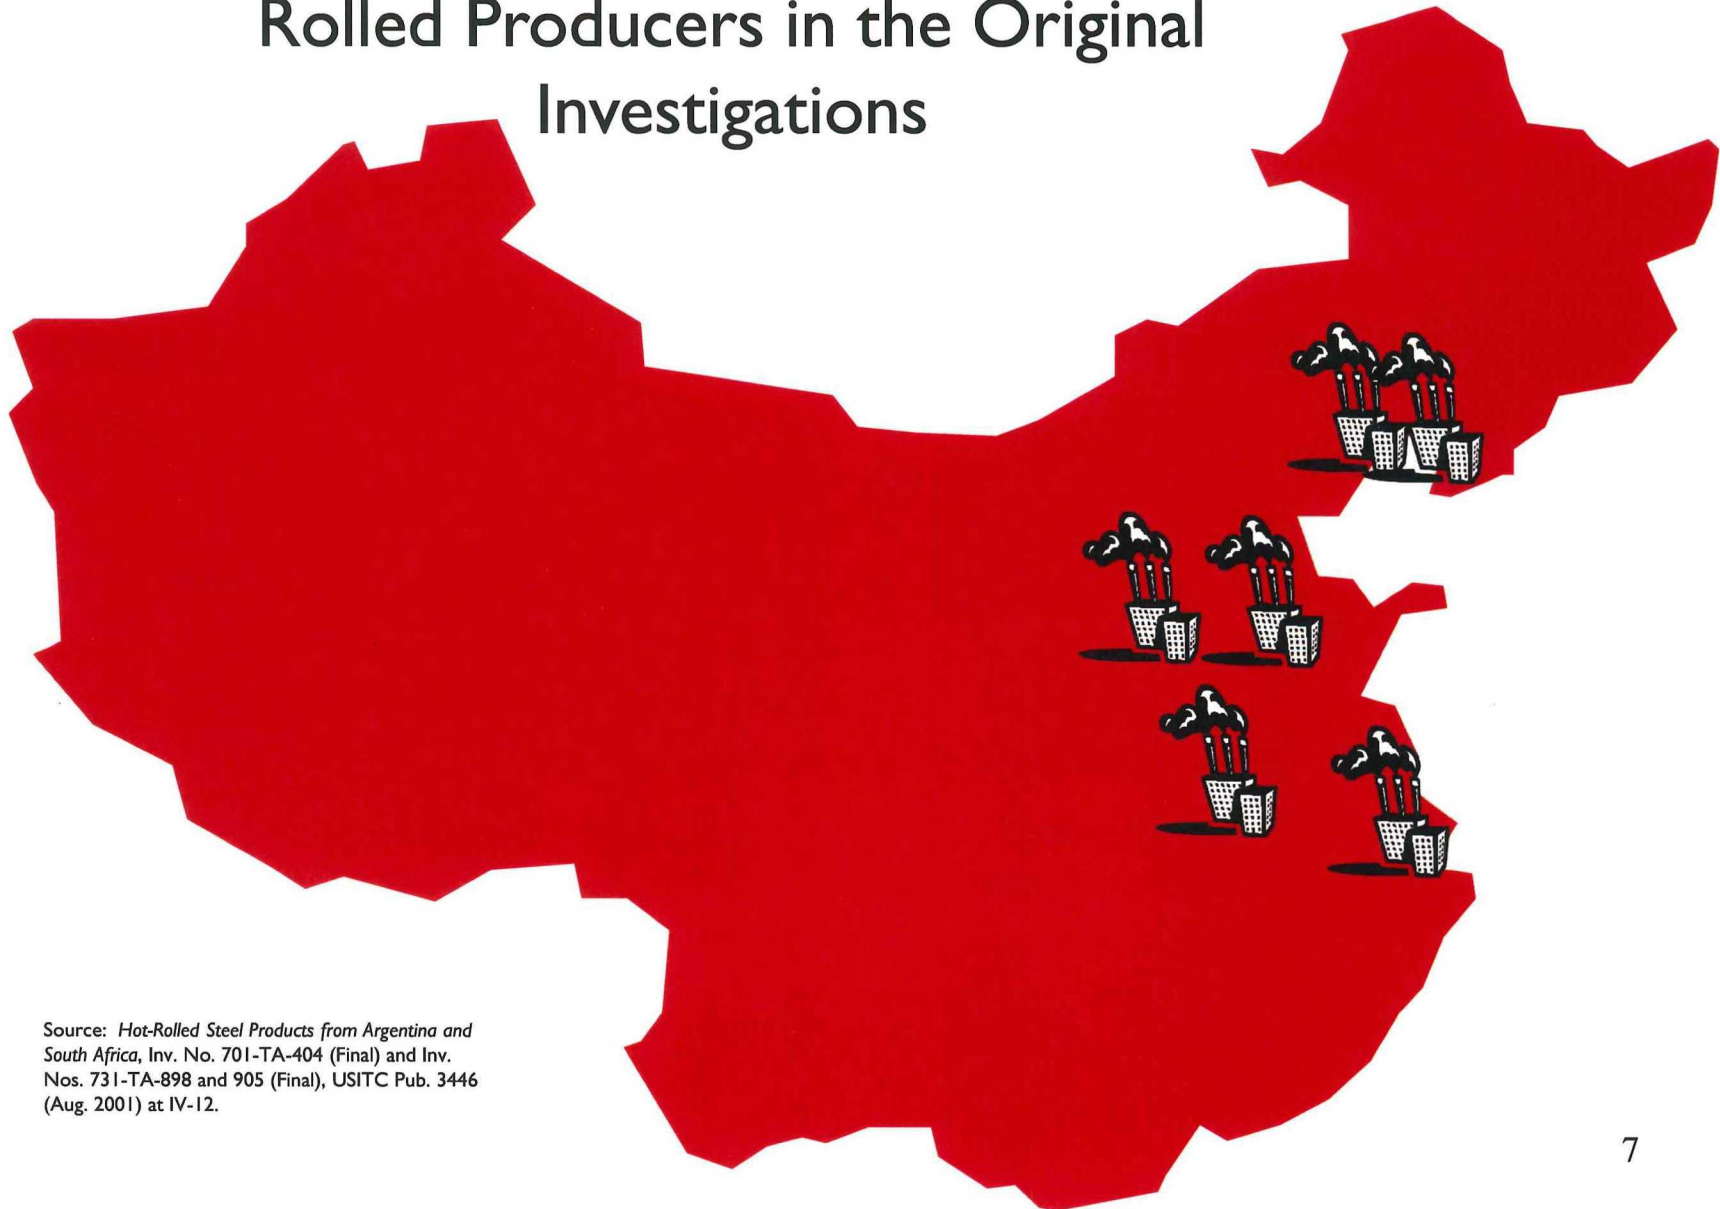 Rolled Producers in the Original
Investigations
Source: Hot-Rolled Steel Products from Argentina and
South Africa, Inv. No. 701-TA-404 (Final) and Inv.
Nos. 731-TA-898 and 905 (Final), USITC Pub. 3446
(Aug. 2001) at IV-12.
7